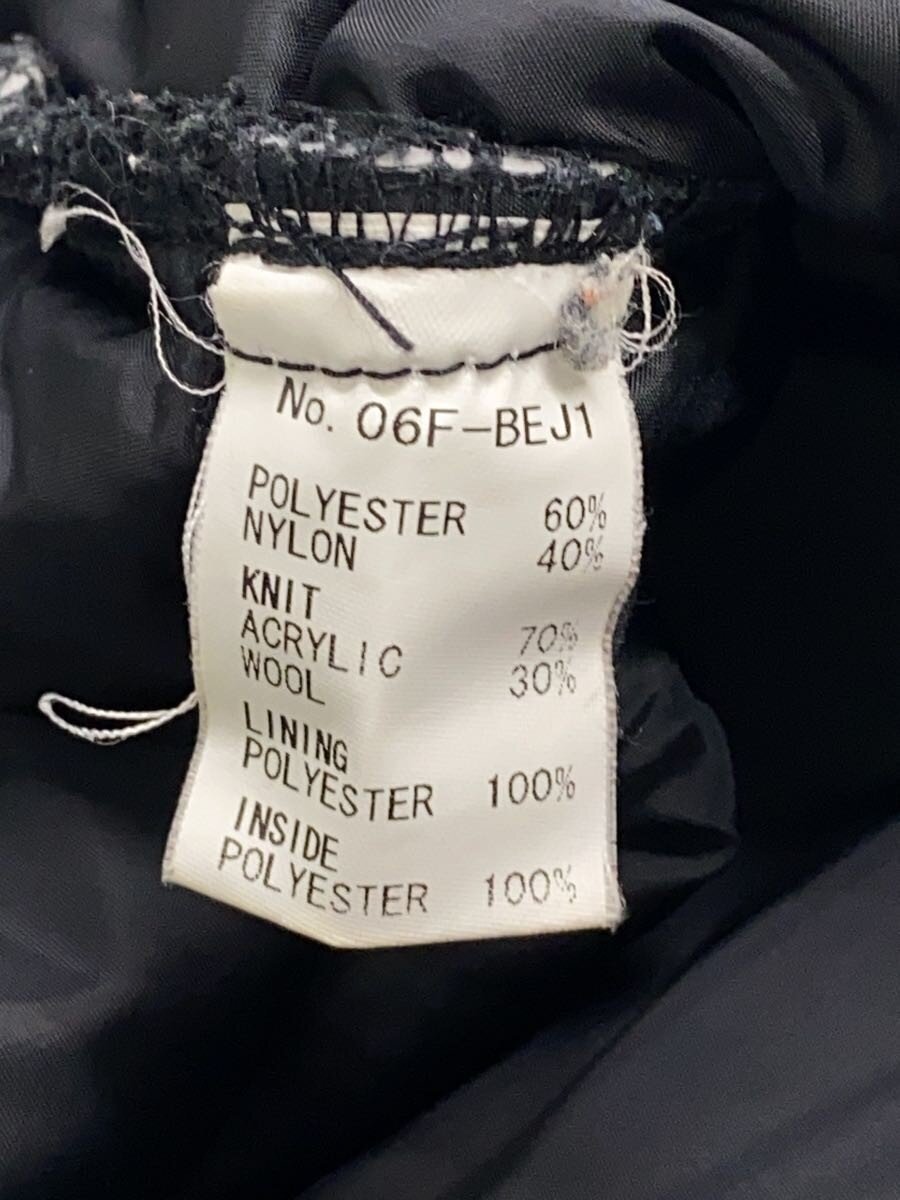 No. 06F-BEJ1
POLYESTER 60%
NYLON 40%
KNIT
ACRYLIC 70%
WOOL 30%
LINING
POLYESTER 100%
INSIDE
POLYESTER 100%